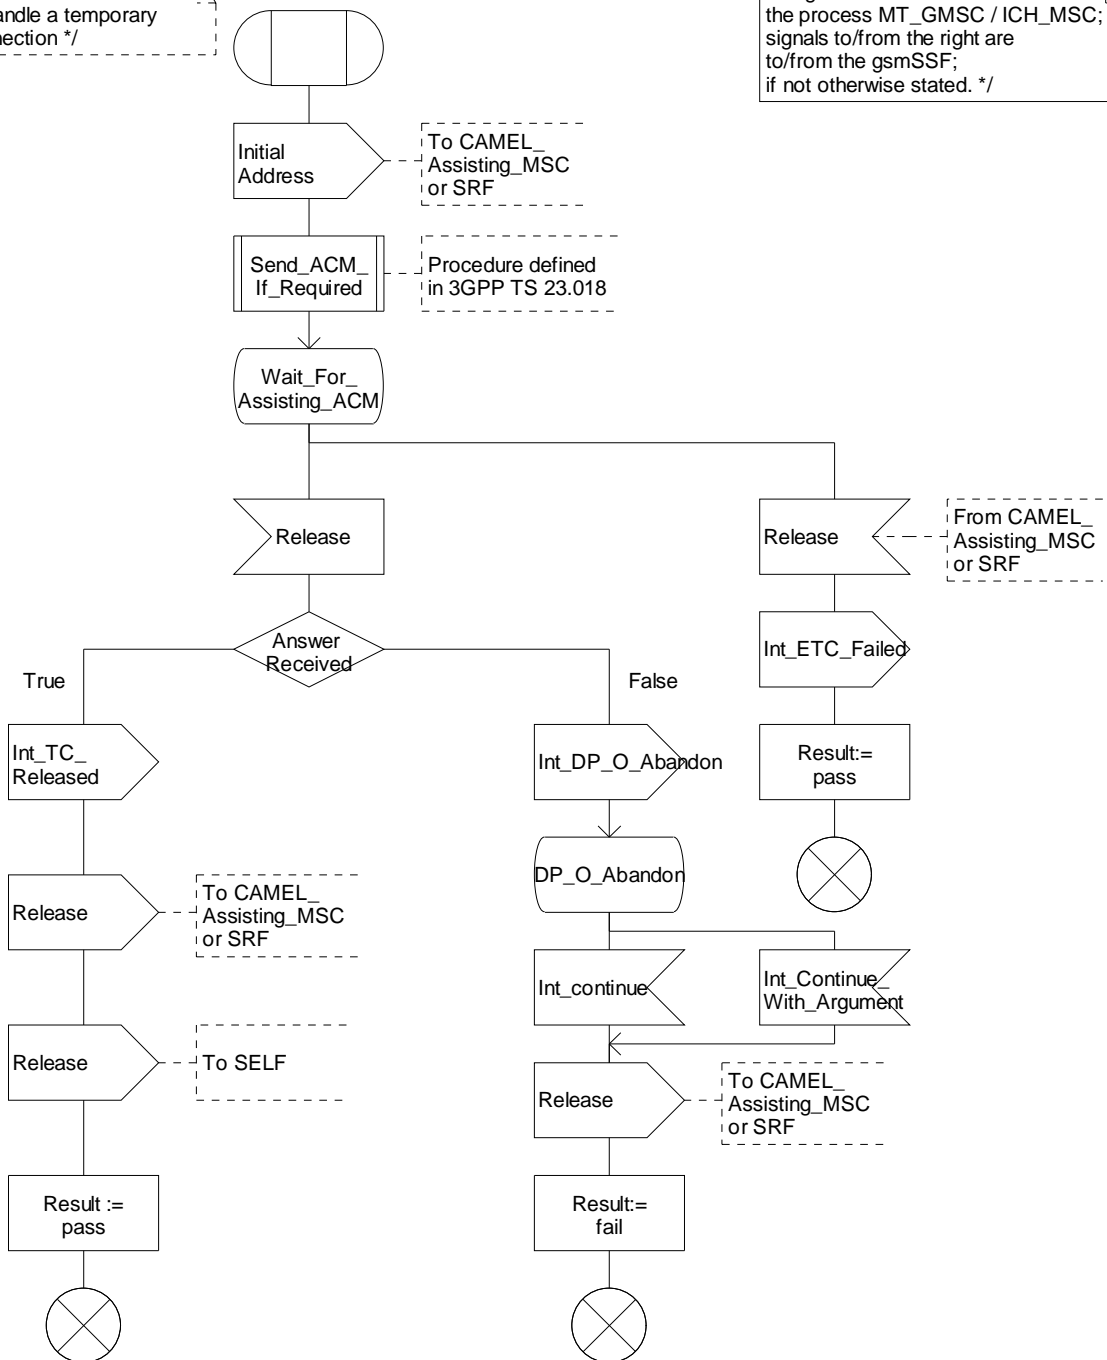 andle a temporary
nection */
the process MT_GMSC / ICH_MSC;
signals to/from the right are
to/from the gsmSSF;
if not otherwise stated. */
Initial
Address
To CAMEL_
Assisting_MSC
or SRF
Send_ACM_
If_Required
Procedure defined
in 3GPP TS 23.018
Wait_For_
Assisting_ACM
Release
Release
From CAMEL_
Assisting_MSC
or SRF
Answer
Received
Int_ETC_Failed
True
False
Int_TC_
Released
Int_DP_O_Abandon
Result:=
pass
DP_O_Abandon
Release
To CAMEL_
Assisting_MSC
or SRF
Int_continue
Int_Continue_
With_Argument
Release
To SELF
Release
To CAMEL_
Assisting_MSC
or SRF
Result :=
pass
Result:=
fail